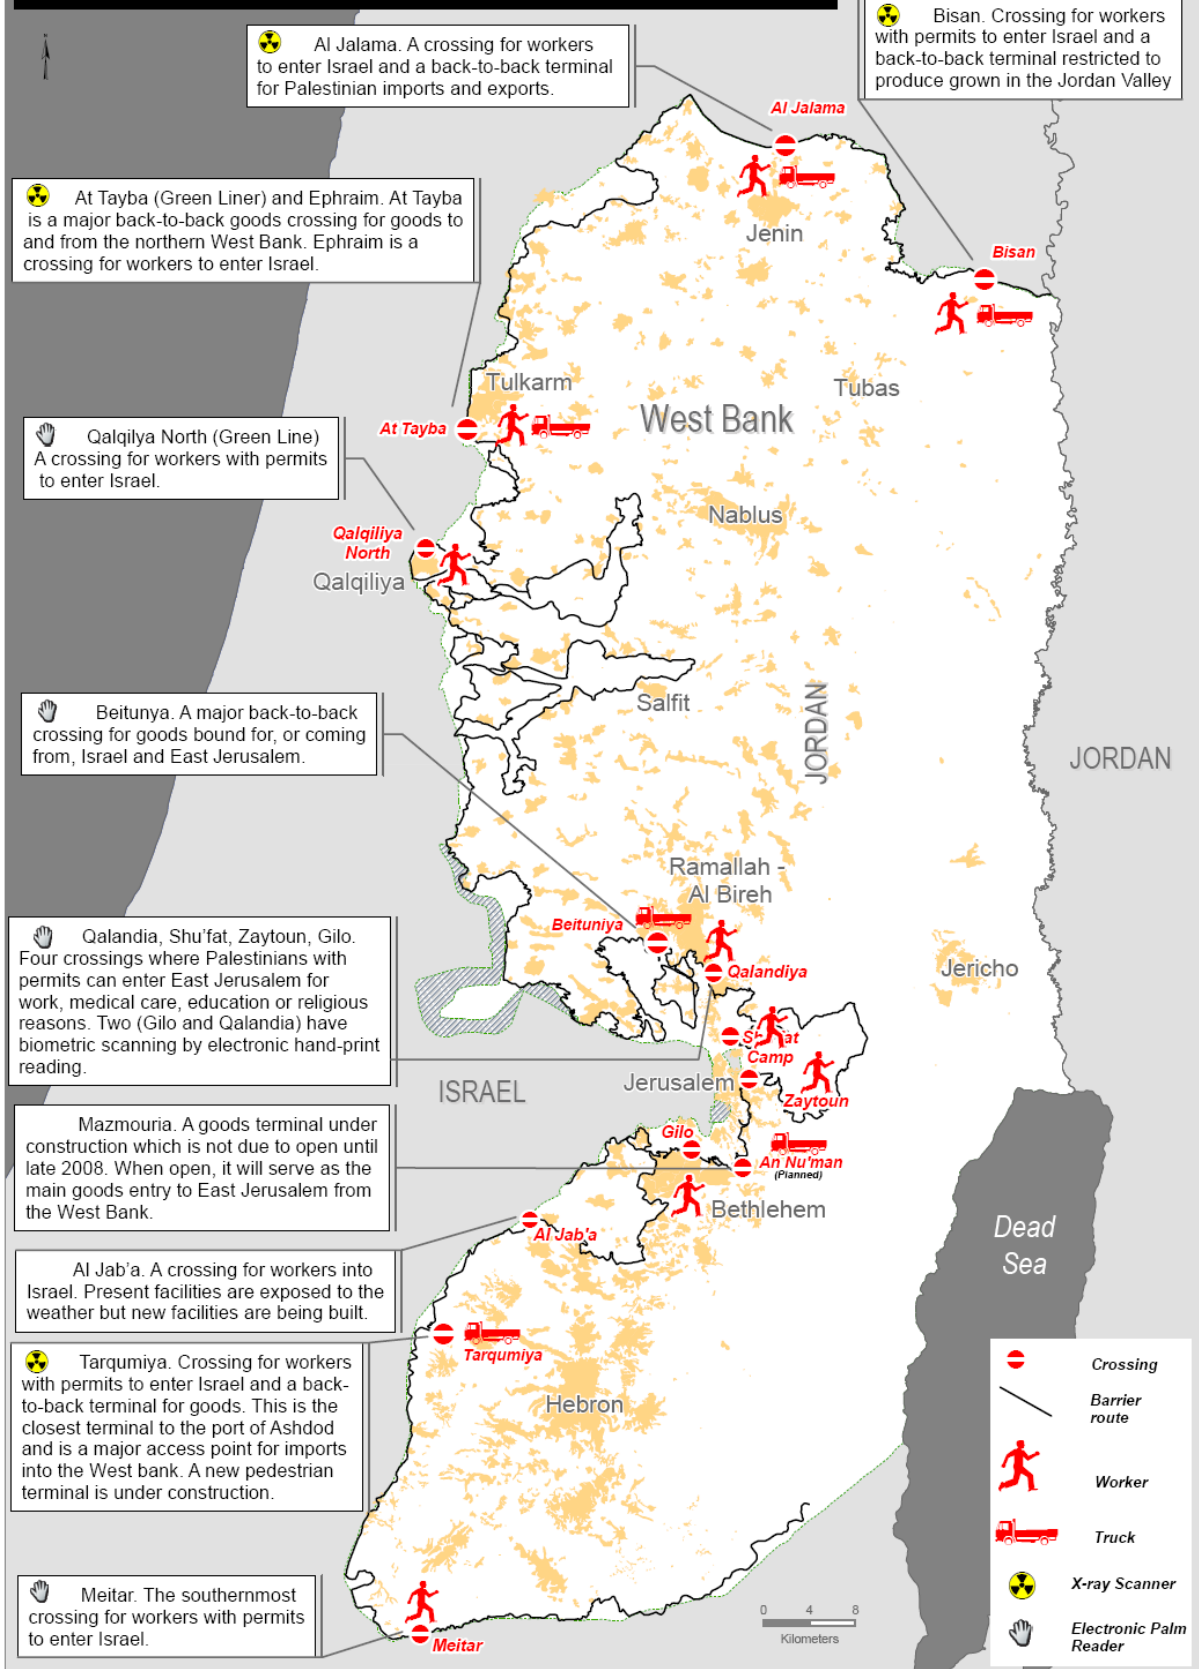 Al Jalama. A crossing for workers
to enter Israel and a back-to-back terminal
for Palestinian imports and exports.
Bisan. Crossing for workers
with permits to enter Israel and a
back-to-back terminal restricted to
produce grown in the Jordan Valley
Al Jalama
At Tayba (Green Liner) and Ephraim. At Tayba
is a major back-to-back goods crossing for goods to
and from the northern West Bank. Ephraim is a
crossing for workers to enter Israel.
Jenin
Bisan
Tulkarm
Tubas
West Bank
At Tayba
Qalqilya North (Green Line)
A crossing for workers with permits
to enter Israel.
Nablus
Qalqiliya
North
Qalqiliya
Salfit
JORDAN
JORDAN
Beitunya. A major back-to-back
crossing for goods bound for, or coming
from, Israel and East Jerusalem.
Ramallah -
Al Bireh
Beituniya
Qalandiya
Jericho
Qalandia, Shu'fat, Zaytoun, Gilo.
Four crossings where Palestinians with
permits can enter East Jerusalem for
work, medical care, education or religious
reasons. Two (Gilo and Qalandia) have
biometric scanning by electronic hand-print
reading.
Camp
Jerusalem
Zaytoun
ISRAEL
Gilo
An Nu'man
(Planned)
Mazmouria. A goods terminal under
construction which is not due to open until
late 2008. When open, it will serve as the
main goods entry to East Jerusalem from
the West Bank.
Bethlehem
Al Jab'a
Dead
Sea
Al Jab'a. A crossing for workers into
Israel. Present facilities are exposed to the
weather but new facilities are being built.
Tarqumiya
Tarqumiya. Crossing for workers
with permits to enter Israel and a back-
to-back terminal for goods. This is the
closest terminal to the port of Ashdod
and is a major access point for imports
into the West bank. A new pedestrian
terminal is under construction.
Hebron
Meitar. The southernmost
crossing for workers with permits
to enter Israel.
Meitar
0 4 8
Kilometers
Crossing
Barrier
route
Worker
Truck
X-ray Scanner
Electronic Palm
Reader